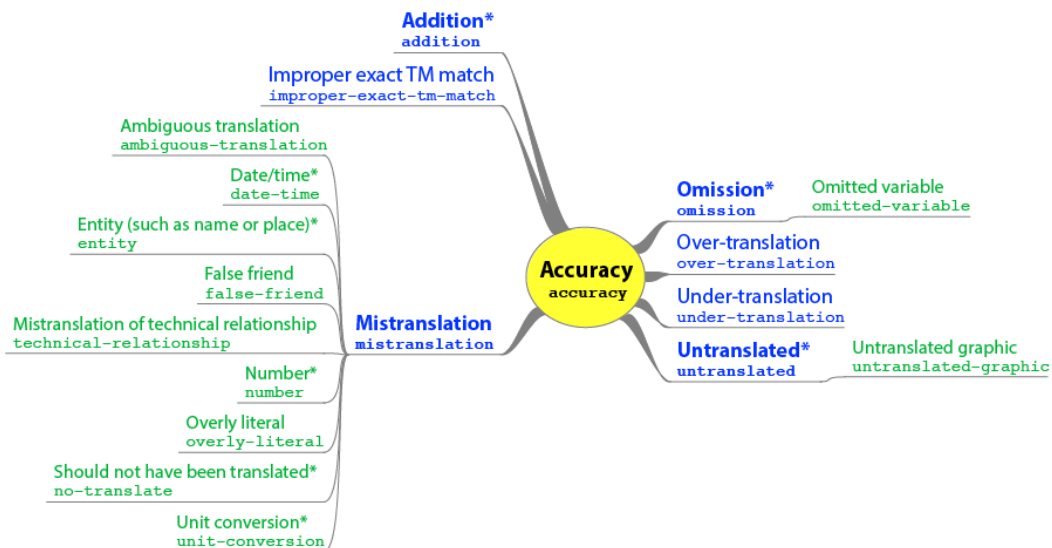 Addition*
addition
Improper exact TM match
improper-exact-tm-match
Ambiguous translation
ambiguous-translation
Date/time*
date-time
Entity (such as name or place)*
entity
False friend
false-friend
Mistranslation of technical relationship
technical-relationship
Number*
number
Overly literal
overly-literal
Should not have been translated*
no-translate
Unit conversion*
unit-conversion
Mistranslation
mistranslation
Accuracy
accuracy
Omission*
omission
Omitted variable
omitted-variable
Over-translation
over-translation
Under-translation
under-translation
Untranslated*
untranslated
Untranslated graphic
untranslated-graphic